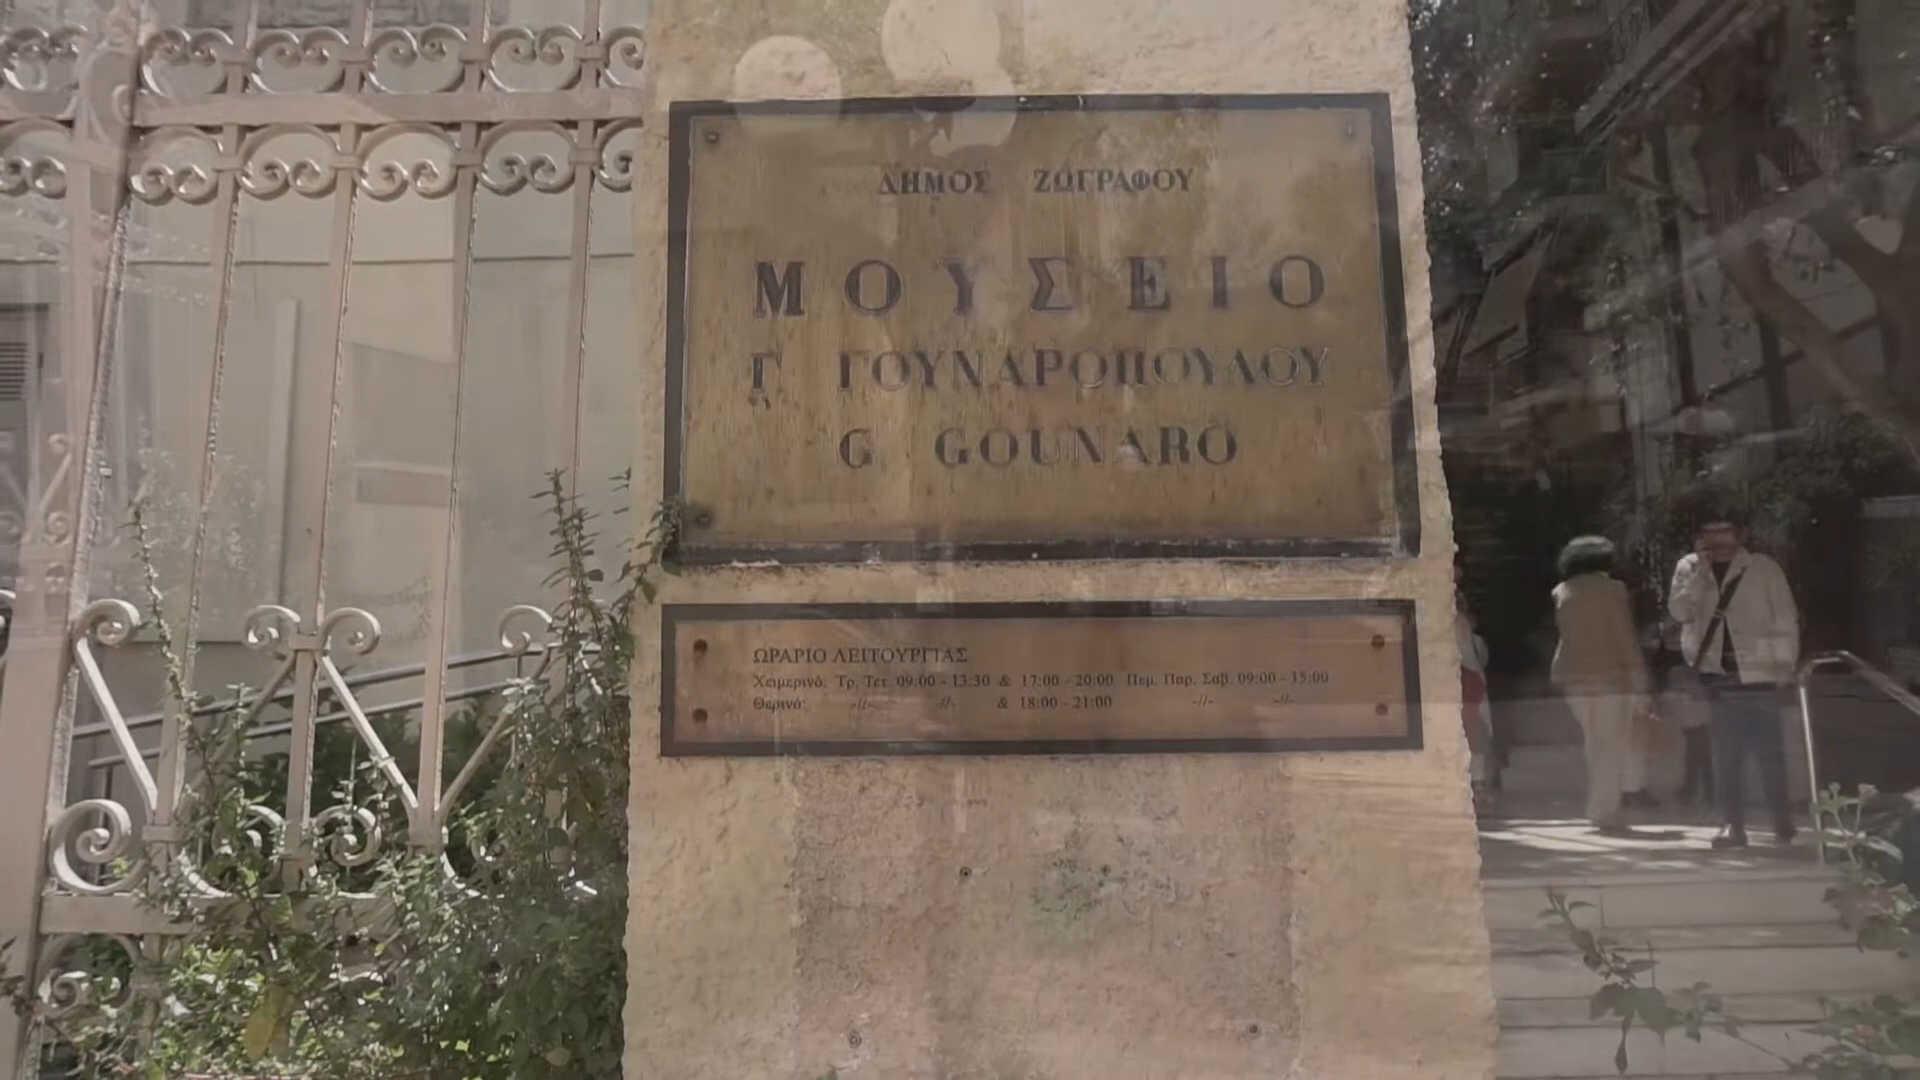 ΔΗΜΟΣ ΖΩΓΡΑΦΟΥ
ΜΟΥΣΕΙΟ
Γ. ΓΟΥΝΑΡΟΠΟΥΛΟΥ
G GOUNARO
ΩΡΑΡΙΟ ΛΕΙΤΟΥΡΓΙΑΣ
Χειμερινό: Τρ, Τετ. 09.00 - 13:30 & 17:00 - 20:00 Πεμ. Παρ. Σαβ. 09:00 - 15:00
Θερινό: -//- -//- & 18:00 - 21:00 -//- -//-